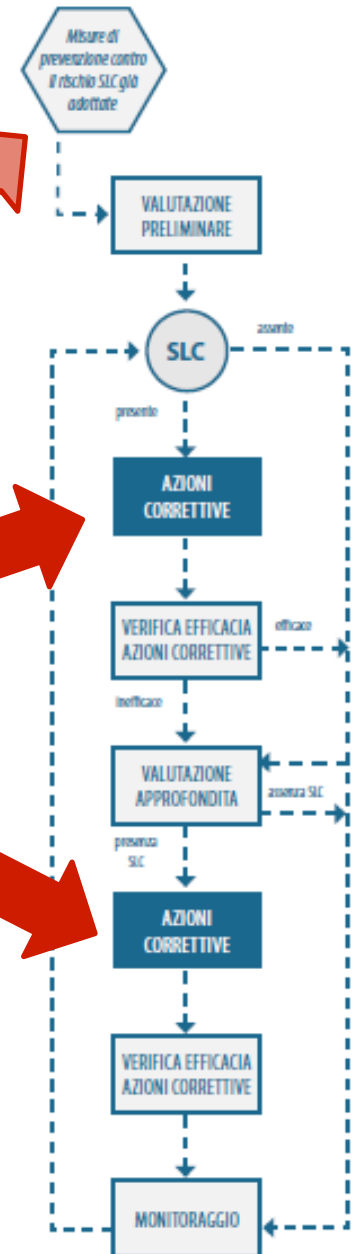 Misure di
prevenzione contro
il rischio SLC già
adottate
VALUTAZIONE
PRELIMINARE
SLC
assente
presente
AZIONI
CORRETTIVE
VERIFICA EFFICACIA
AZIONI CORRETTIVE
efficace
inefficace
VALUTAZIONE
APPROFONDITA
assenza SLC
presenza
SLC
AZIONI
CORRETTIVE
VERIFICA EFFICACIA
AZIONI CORRETTIVE
MONITORAGGIO